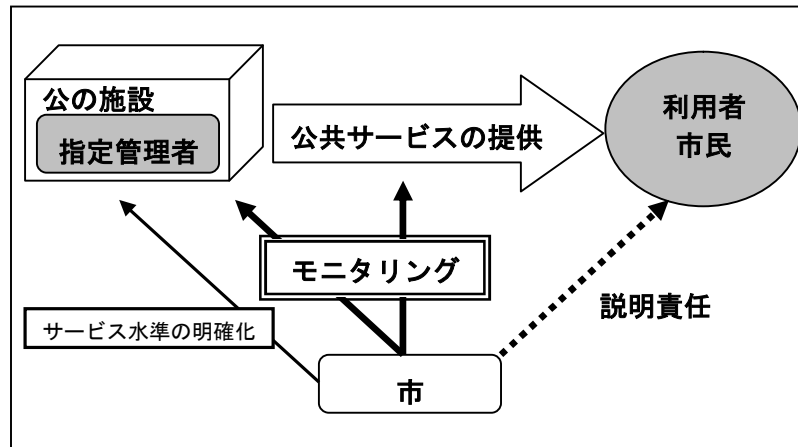 公の施設
指定管理者
公共サービスの提供
利用者
市民
モニタリング
説明責任
サービス水準の明確化
市